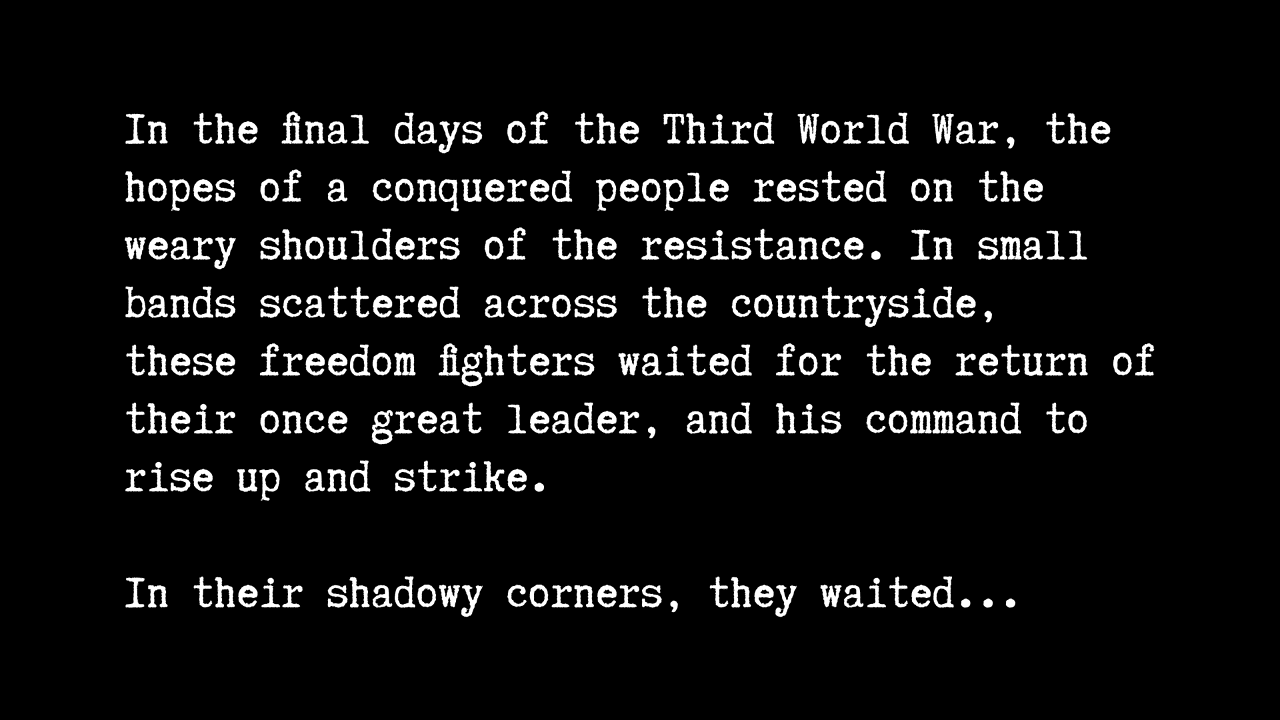 In the final days of the Third World War, the
hopes of a conquered people rested on the
weary shoulders of the resistance. In small
bands scattered across the countryside,
these freedom fighters waited for the return of
their once great leader, and his command to
rise up and strike.
In their shadowy corners, they waited...